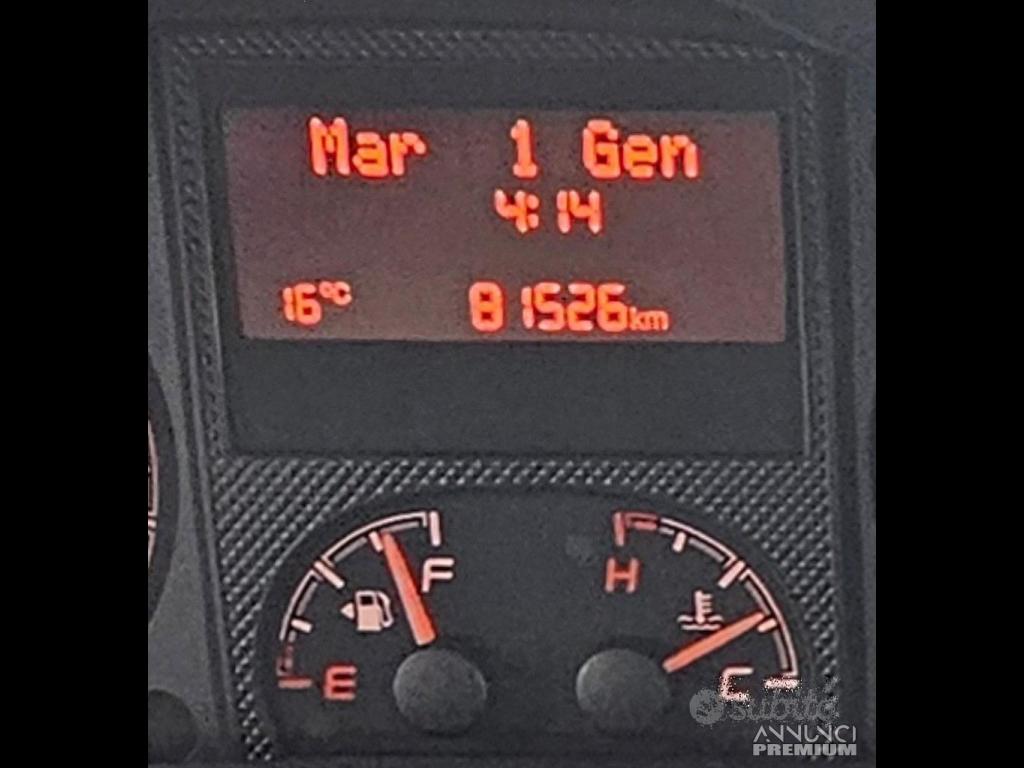 Mar 1 Gen
4:14
16°C 81526km
F H
E C
subito
ANNUNCI
PREMIUM